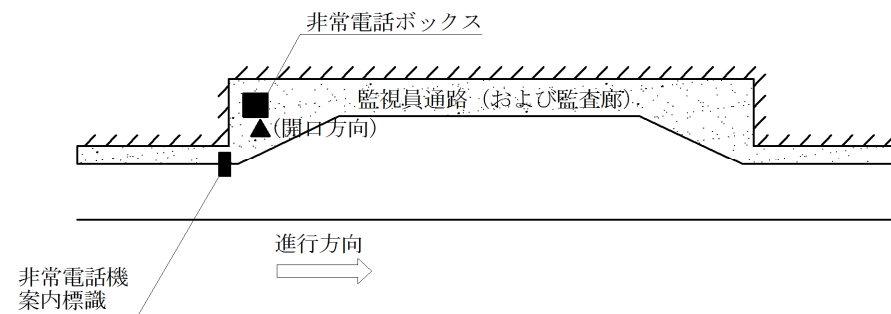 非常電話ボックス
監視員通路（および監査廊）
(開口方向)
進行方向
非常電話機
案内標識